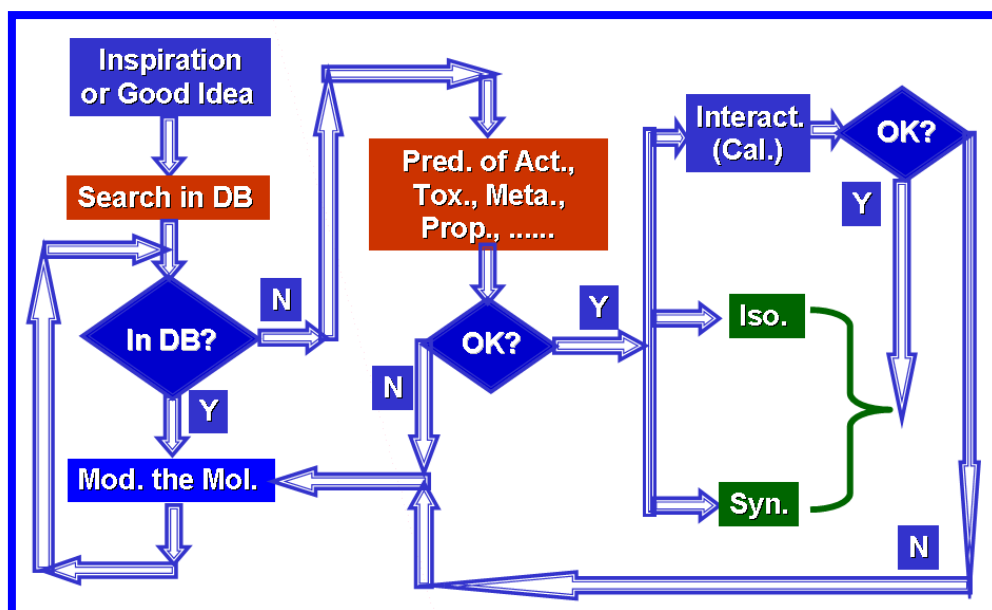 Inspiration
or Good Idea
Search in DB
In DB?
N
Y
Mod. the Mol.
Pred. of Act.,
Tox., Meta.,
Prop., ......
OK?
N
Y
Interact.
(Cal.)
OK?
Y
N
Iso.
Syn.